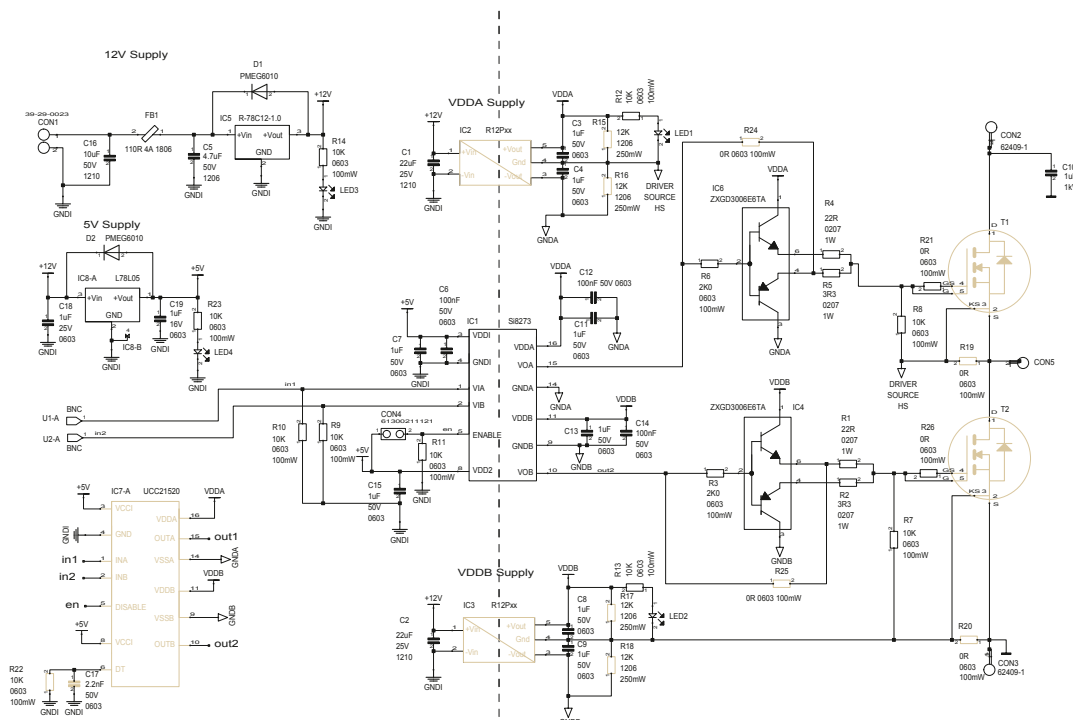 12V Supply
D1
PMEG6010
39-29-0023
CON1
FB1
110R 4A 1806
C16
10uF
50V
1210
GNDI
C5
4.7uF
50V
1206
GNDI
IC5
R-78C12-1.0
+Vin
+Vout
GND
GNDI
+12V
R14
10K
0603
100mW
LED3
GNDI
5V Supply
D2
PMEG6010
+12V
C18
1uF
25V
0603
GNDI
IC8-A
L78L05
+Vin
+Vout
GND
IC8-B
GNDI
C19
1uF
16V
0603
GNDI
+5V
R23
10K
0603
100mW
LED4
GNDI
VDDA Supply
+12V
C1
22uF
25V
1210
GNDI
IC2
R12Pxx
+Vin
-Vin
+Vout
Gnd
-Vout
VDDA
C3
1uF
50V
0603
C4
1uF
50V
0603
GNDA
R12
10K
0603
100mW
R15
12K
1206
250mW
R16
12K
1206
250mW
LED1
DRIVER
SOURCE
HS
R24
0R 0603 100mW
IC6
ZXGD3006E6TA
VDDA
GNDA
R6
2K0
0603
100mW
R4
22R
0207
1W
R5
3R3
0207
1W
R21
0R
0603
100mW
R8
10K
0603
100mW
DRIVER
SOURCE
HS
CON2
62409-1
C10
1u
1k
T1
D
GS
G
KS
S
R19
0R
0603
100mW
CON5
VDDA
C12
100nF 50V 0603
C11
1uF
50V
0603
GNDA
+5V
C6
100nF
50V
0603
C7
1uF
50V
0603
GNDI
IC1
Si8273
VDDI
GNDI
VIA
VIB
ENABLE
VDD2
VDDA
VOA
GNDA
VDDB
GNDB
VOB
GNDA
VDDB
C13
1uF
50V
0603
C14
100nF
50V
0603
GNDB
out2
U1-A
BNC
in1
U2-A
BNC
in2
R10
10K
0603
100mW
R9
10K
0603
100mW
CON4
61300211121
en
R11
10K
0603
100mW
GNDI
+5V
C15
1uF
50V
0603
GNDI
VDDB
ZXGD3006E6TA
IC4
GNDB
R3
2K0
0603
100mW
R1
22R
0207
1W
R2
3R3
0207
1W
R25
0R 0603 100mW
R26
0R
0603
100mW
R7
10K
0603
100mW
T2
D
GS
G
KS
S
R20
0R
0603
100mW
CON3
62409-1
+5V
IC7-A
UCC21520
VCCI
GND
INA
INB
DISABLE
VCCI
DT
VDDA
OUTA
VSSA
VDDB
VSSB
OUTB
VDDA
out1
GNDA
VDDB
GNDB
out2
GNDI
in1
in2
en
+5V
R22
10K
0603
100mW
GNDI
C17
2.2nF
50V
0603
GNDI
VDDB Supply
+12V
C2
22uF
25V
1210
GNDI
IC3
R12Pxx
+Vin
-Vin
+Vout
Gnd
-Vout
VDDB
C8
1uF
50V
0603
C9
1uF
50V
0603
R13
10K
0603
100mW
R17
12K
1206
250mW
R18
12K
1206
250mW
LED2